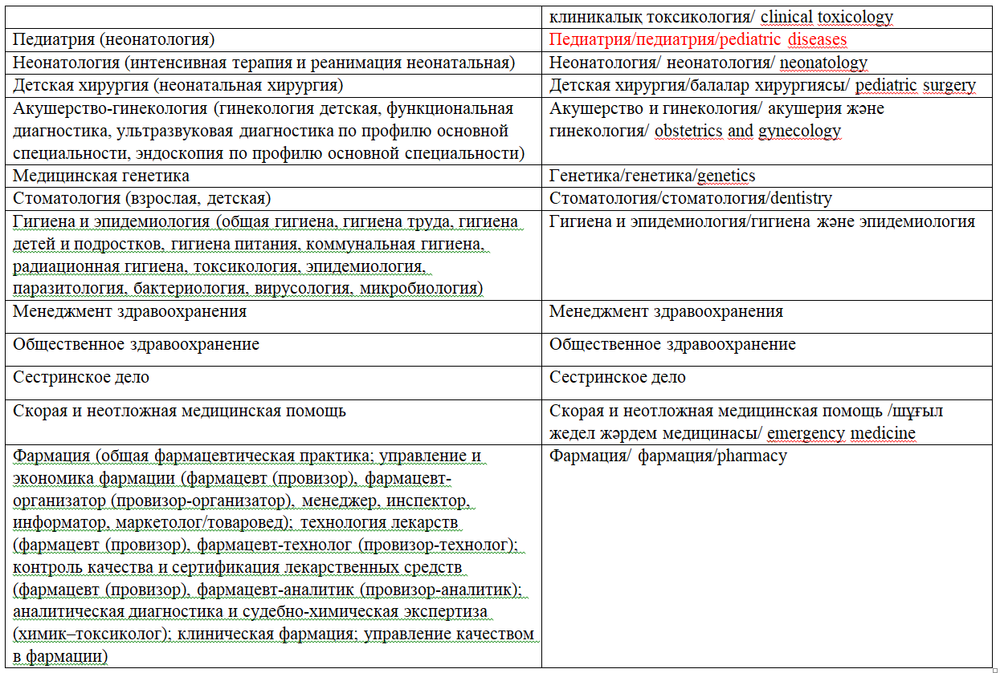 клиникалық токсикология/ clinical toxicology
Педиатрия (неонатология)
Педиатрия/педиатрия/pediatric diseases
Неонатология (интенсивная терапия и реанимация неонатальная)
Неонатология/ неонатология/ neonatology
Детская хирургия (неонатальная хирургия)
Детская хирургия/балалар хирургиясы/ pediatric surgery
Акушерство-гинекология (гинекология детская, функциональная
диагностика, ультразвуковая диагностика по профилю основной
специальности, эндоскопия по профилю основной специальности)
Акушерство и гинекология/ акушерия және
гинекология/ obstetrics and gynecology
Медицинская генетика
Генетика/генетика/genetics
Стоматология (взрослая, детская)
Стоматология/стоматология/dentistry
Гигиена и эпидемиология (общая гигиена, гигиена труда, гигиена
детей и подростков, гигиена питания, коммунальная гигиена,
радиационная гигиена, токсикология, эпидемиология,
паразитология, бактериология, вирусология, микробиология)
Гигиена и эпидемиология/гигиена және эпидемиология
Менеджмент здравоохранения
Менеджмент здравоохранения
Общественное здравоохранение
Общественное здравоохранение
Сестринское дело
Сестринское дело
Скорая и неотложная медицинская помощь
Скорая и неотложная медицинская помощь /шұғыл
жедел жәрдем медицинасы/ emergency medicine
Фармация (общая фармацевтическая практика; управление и
экономика фармации (фармацевт (провизор), фармацевт-
организатор (провизор-организатор), менеджер, инспектор,
информатор, маркетолог/товаровед); технология лекарств
(фармацевт (провизор), фармацевт-технолог (провизор-технолог);
контроль качества и сертификация лекарственных средств
(фармацевт (провизор), фармацевт-аналитик (провизор-аналитик);
аналитическая диагностика и судебно-химическая экспертиза
(химик–токсиколог); клиническая фармация; управление качеством
в фармации)
Фармация/ фармация/pharmacy